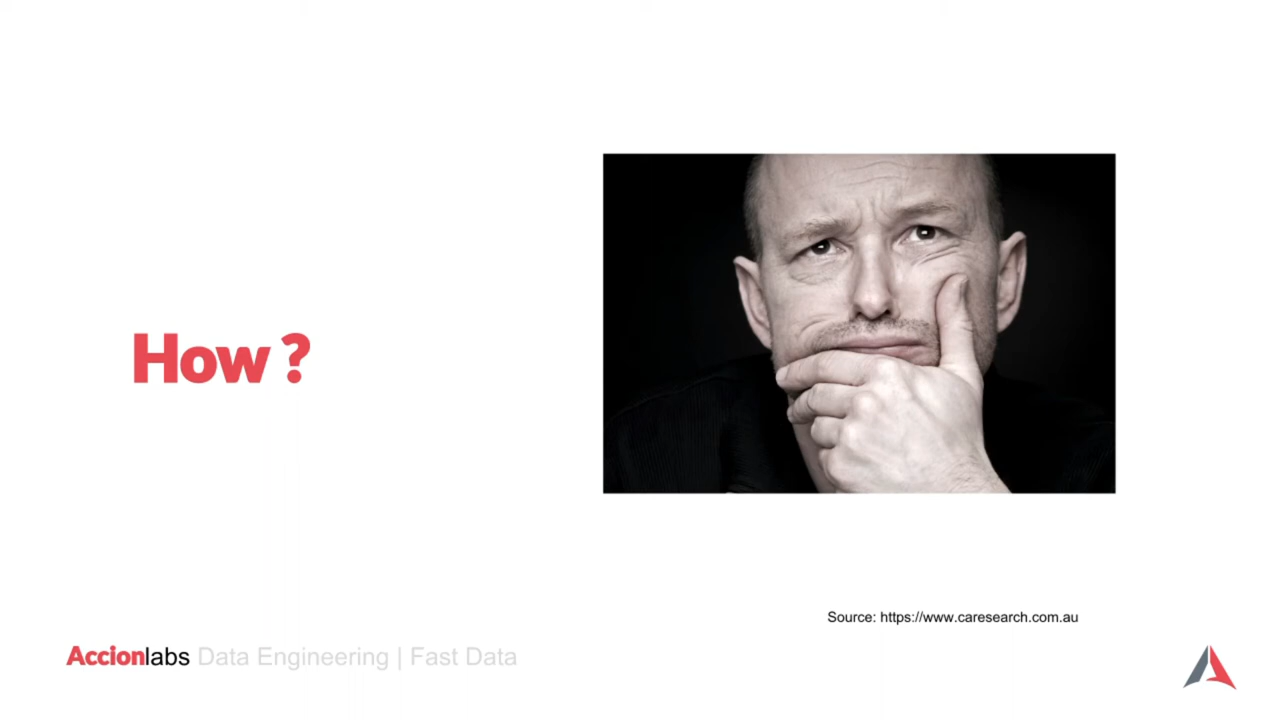 How ?
Source: https://www.caresearch.com.au
Accionlabs Data Engineering | Fast Data